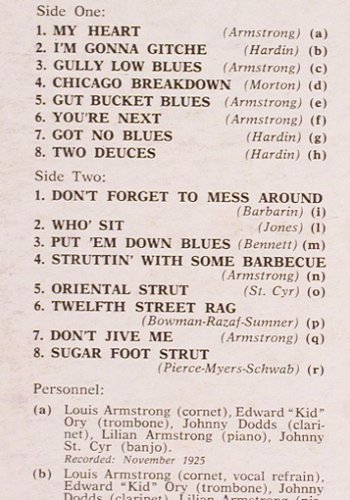 Side One:
1. MY HEART (Armstrong) (a)
2. I'M GONNA GITCHE (Hardin) (b)
3. GULLY LOW BLUES (Armstrong) (c)
4. CHICAGO BREAKDOWN (Morton) (d)
5. GUT BUCKET BLUES (Armstrong) (e)
6. YOU'RE NEXT (Armstrong) (f)
7. GOT NO BLUES (Hardin) (g)
8. TWO DEUCES (Hardin) (h)
Side Two:
1. DON'T FORGET TO MESS AROUND
(Barbarin) (i)
2. WHO' SIT (Jones) (l)
3. PUT 'EM DOWN BLUES (Bennett) (m)
4. STRUTTIN' WITH SOME BARBECUE
(Armstrong) (n)
5. ORIENTAL STRUT (St. Cyr) (o)
6. TWELFTH STREET RAG
(Bowman-Razaf-Sumner) (p)
7. DON'T JIVE ME (Armstrong) (q)
8. SUGAR FOOT STRUT
(Pierce-Myers-Schwab) (r)
Personnel:
(a) Louis Armstrong (cornet), Edward "Kid"
Ory (trombone), Johnny Dodds (clari-
net), Lilian Armstrong (piano), Johnny
St. Cyr (banjo).
Recorded: November 1925
(b) Louis Armstrong (cornet, vocal refrain),
Edward "Kid" Ory (trombone), Johnny
Dodds (clarinet), Lilian Armstrong (pia-